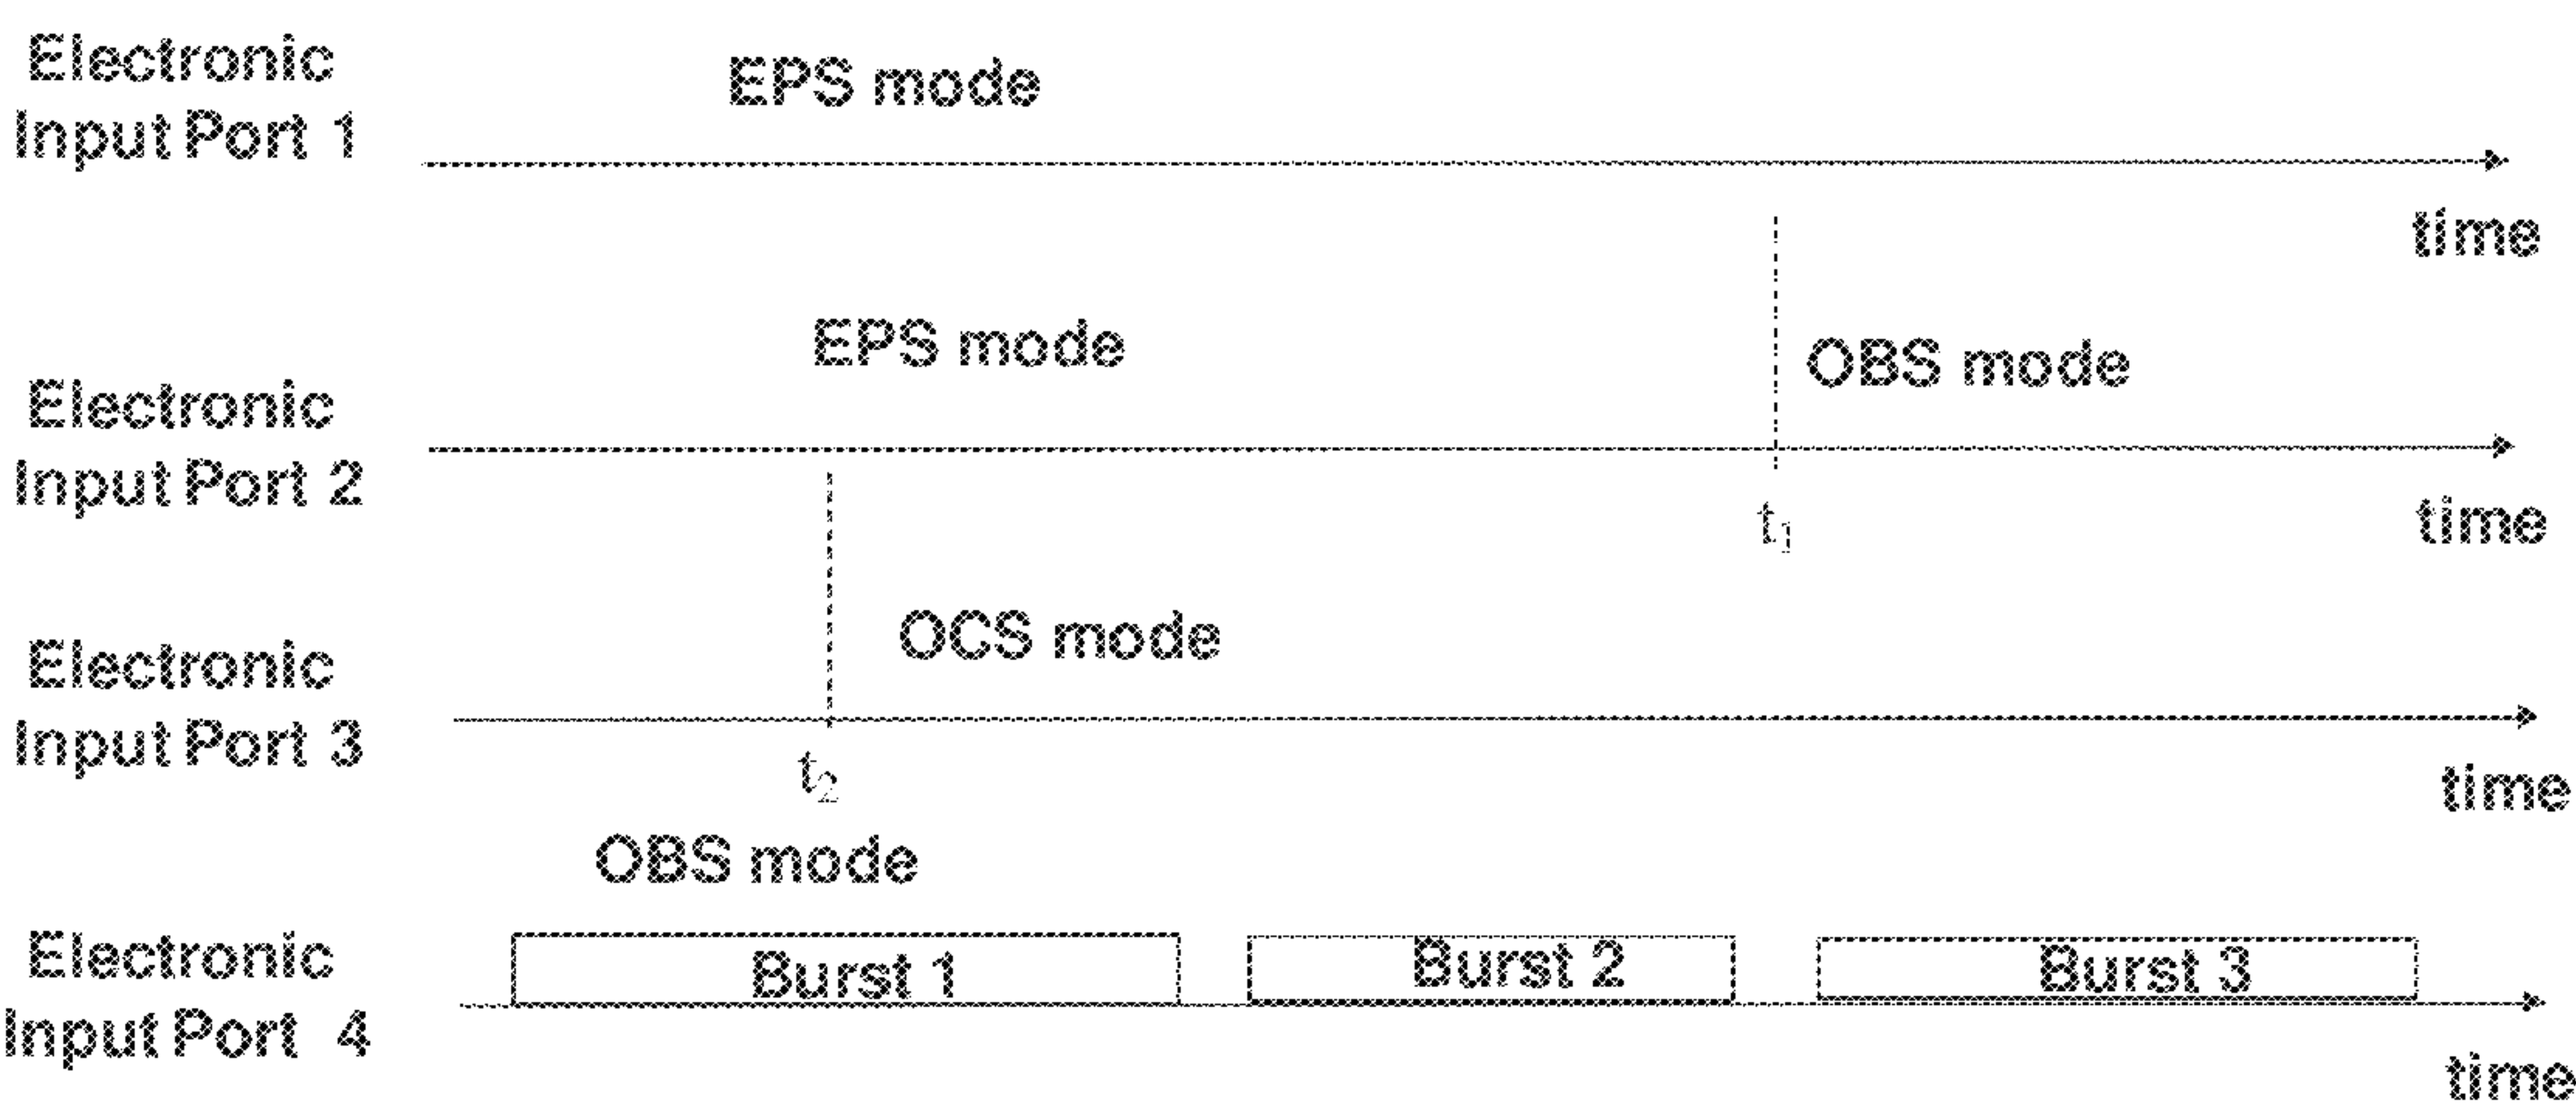 Electronic
Input Port 1
EPS mode
time
Electronic
Input Port 2
EPS mode
OBS mode
t1
time
Electronic
Input Port 3
OCS mode
t2
time
OBS mode
Electronic
Input Port 4
Burst 1
Burst 2
Burst 3
time